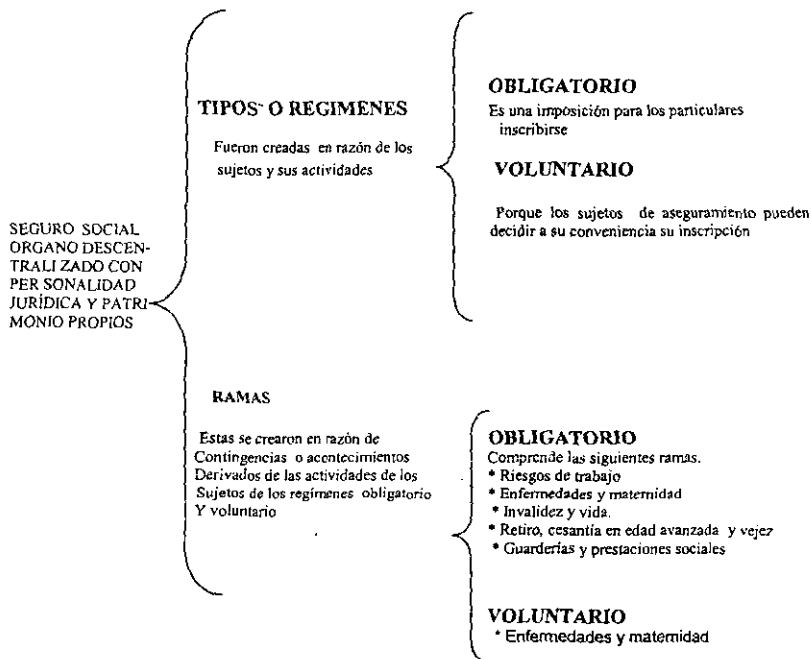 SEGURO SOCIAL
ORGANO DESCEN-
TRALI ZADO CON
PER SONALIDAD
JURÍDICA Y PATRI
MONIO PROPIOS
TIPOS O REGIMENES
Fueron creadas en razón de los
sujetos y sus actividades
OBLIGATORIO
Es una imposición para los particulares
inscribirse
VOLUNTARIO
Porque los sujetos de aseguramiento pueden
decidir a su conveniencia su inscripción
RAMAS
Estas se crearon en razón de
Contingencias o acontecimientos
Derivados de las actividades de los
Sujetos de los regímenes obligatorio
Y voluntario
OBLIGATORIO
Comprende las siguientes ramas.
* Riesgos de trabajo
* Enfermedades y maternidad
* Invalidez y vida.
* Retiro, cesantía en edad avanzada y vejez
* Guarderías y prestaciones sociales
VOLUNTARIO
* Enfermedades y maternidad